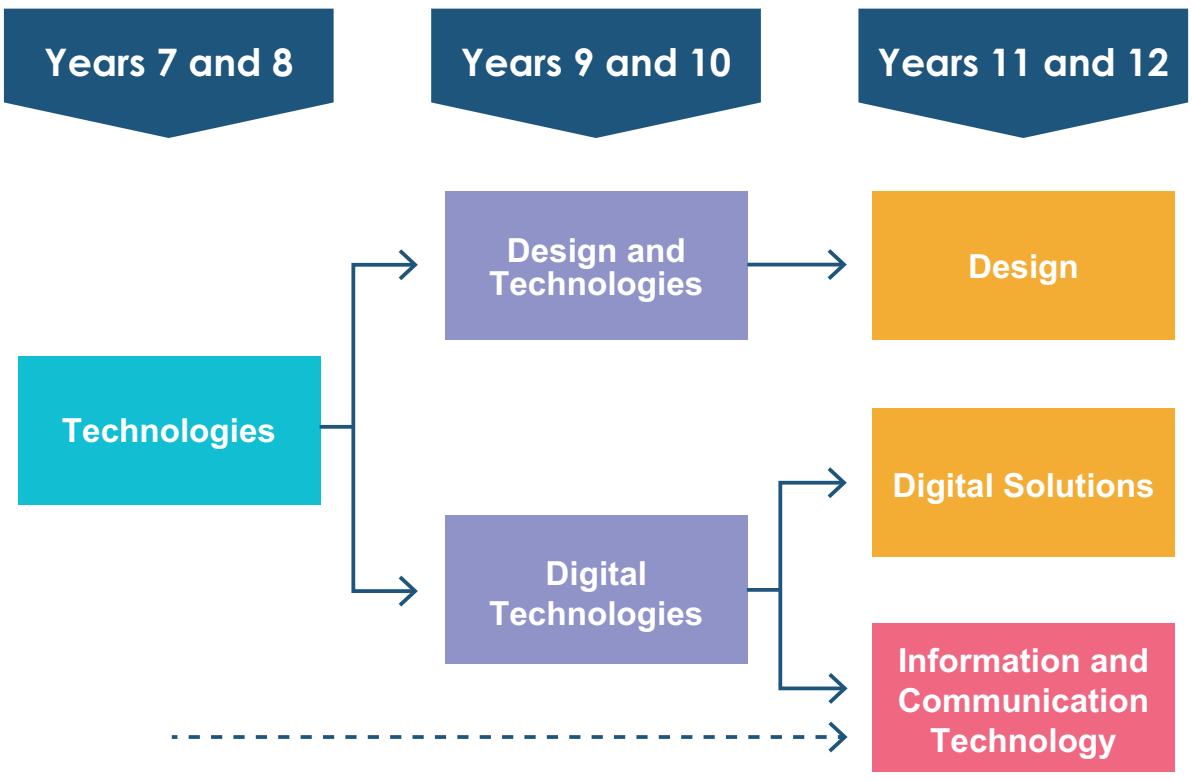 Years 7 and 8
Years 9 and 10
Years 11 and 12
Technologies
Design and
Technologies
Digital
Technologies
Design
Digital Solutions
Information and
Communication
Technology